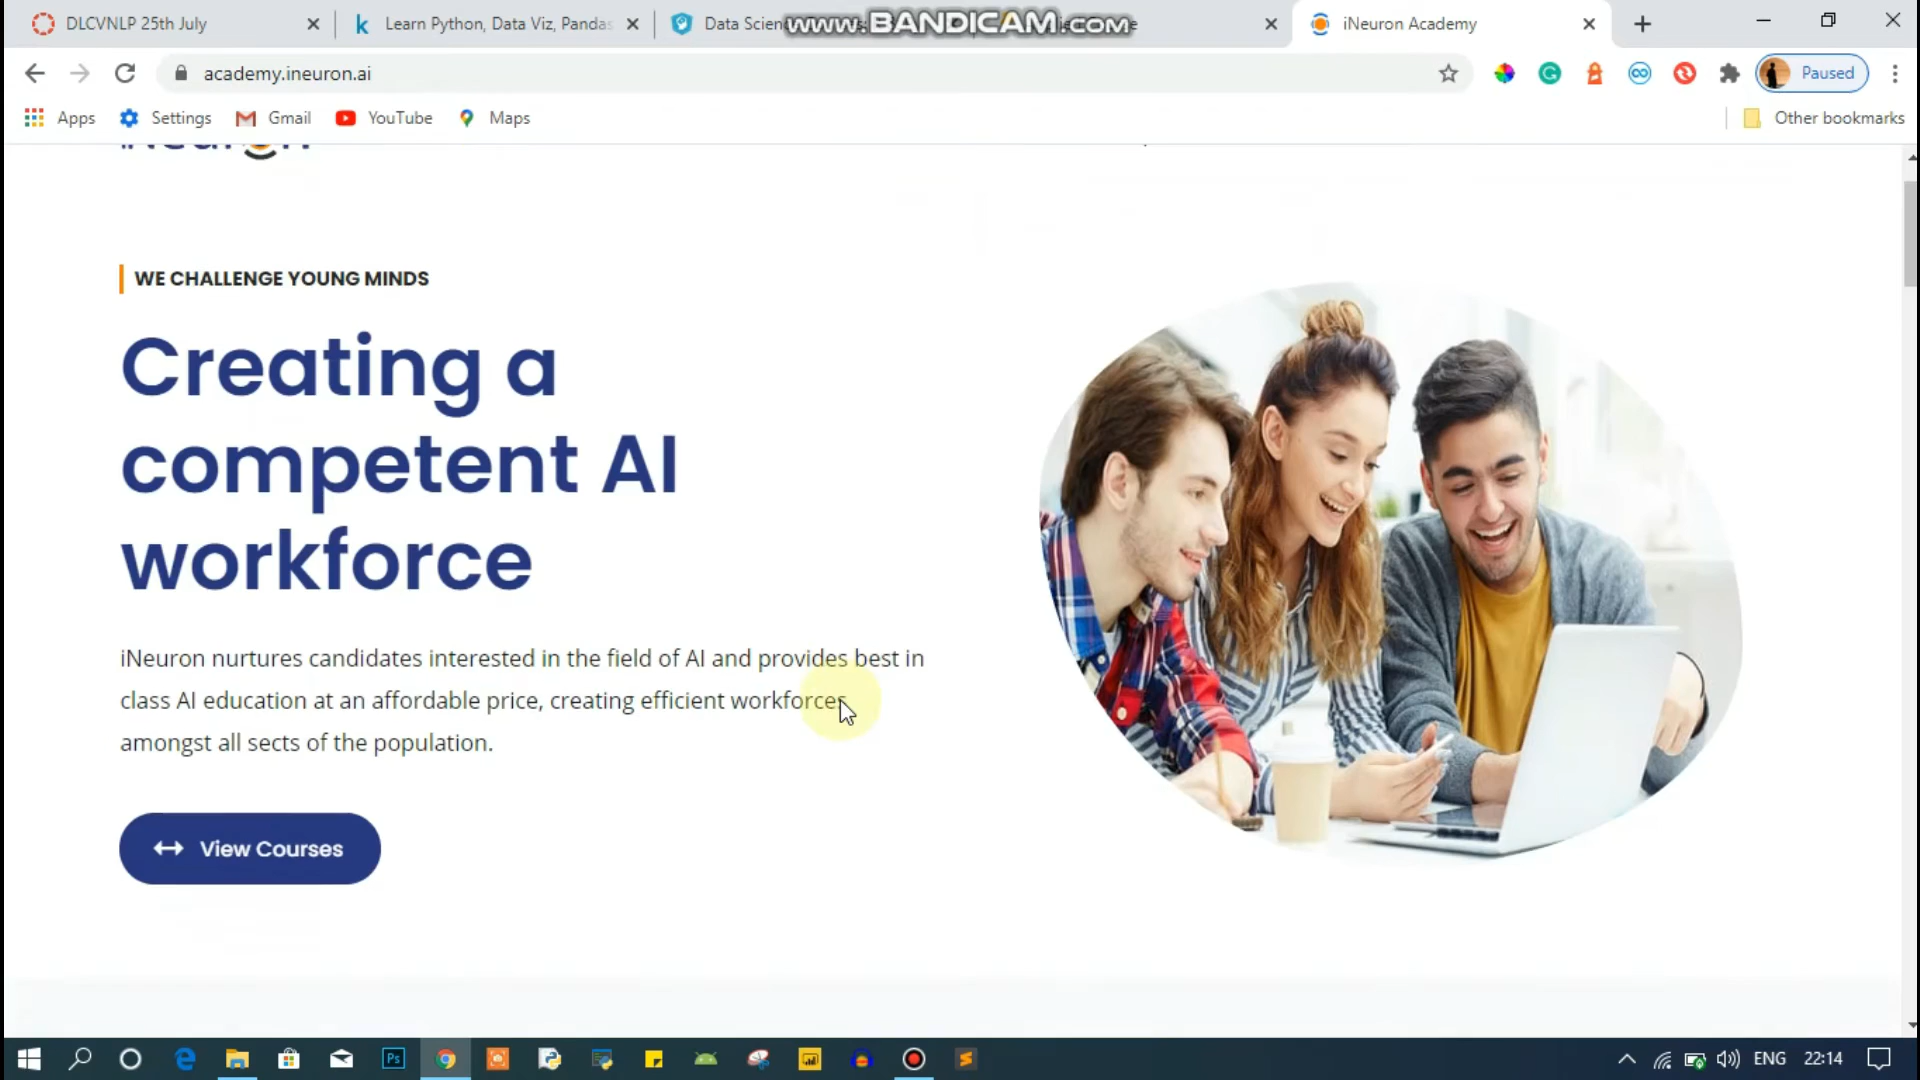 DLCVNLP 25th July
Learn Python, Data Viz, Pandas
Data Scien
www.BANDICAM.com
iNeuron Academy
academy.ineuron.ai
Paused
Apps
Settings
Gmail
YouTube
Maps
Other bookmarks
iNeuron
WE CHALLENGE YOUNG MINDS
Creating a
competent AI
workforce
iNeuron nurtures candidates interested in the field of AI and provides best in
class AI education at an affordable price, creating efficient workforces
amongst all sects of the population.
View Courses
Ps
ENG
22:14